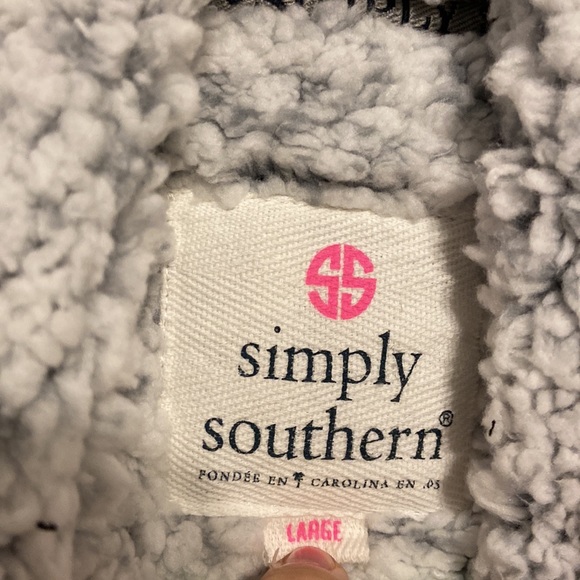 SS
simply
southern®
FONDÉE EN CAROLINA EN .05
LARGE